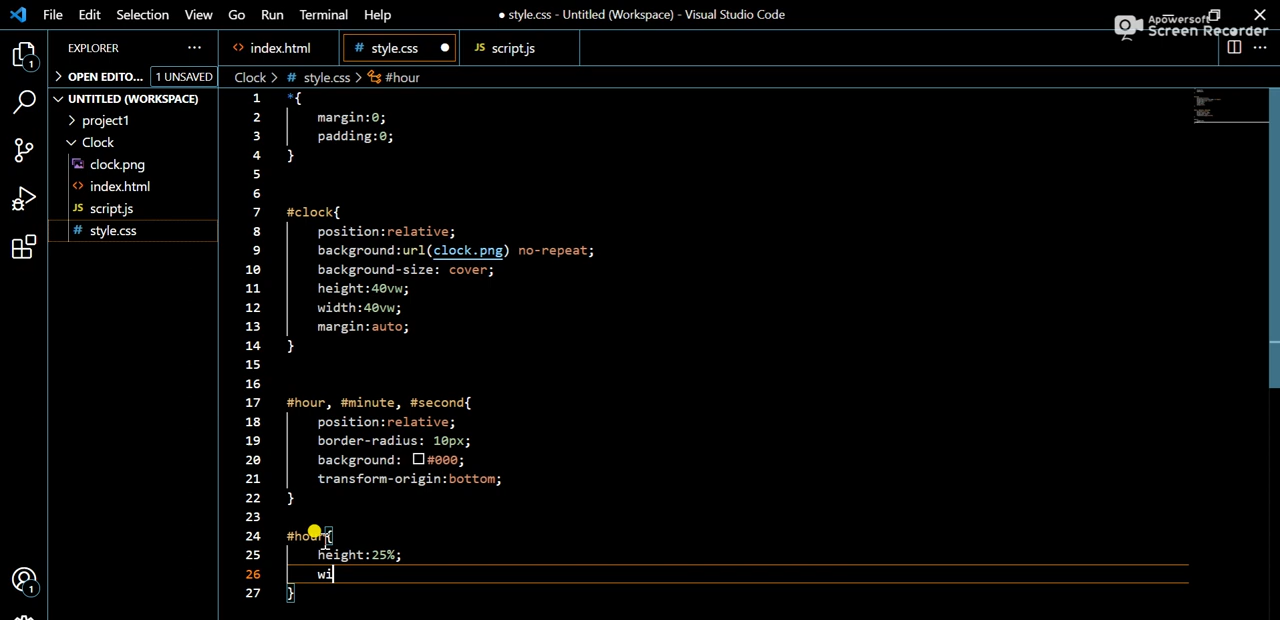 File Edit Selection View Go Run Terminal Help
● style.css - Untitled (Workspace) - Visual Studio Code
Apowersoft
Screen Recorder
EXPLORER ...
index.html
# style.css ●
JS script.js
OPEN EDITO... 1 UNSAVED
Clock > # style.css > #hour
UNTITLED (WORKSPACE)
project1
Clock
clock.png
index.html
JS script.js
# style.css
1
1
1 *{
2 margin:0;
3 padding:0;
4 }
5
6
7 #clock{
8 position:relative;
9 background:url(clock.png) no-repeat;
10 background-size: cover;
11 height:40vw;
12 width:40vw;
13 margin:auto;
14 }
15
16
17 #hour, #minute, #second{
18 position:relative;
19 border-radius: 10px;
20 background: #000;
21 transform-origin:bottom;
22 }
23
24 #hour{
25 height:25%;
26 wi
27 }